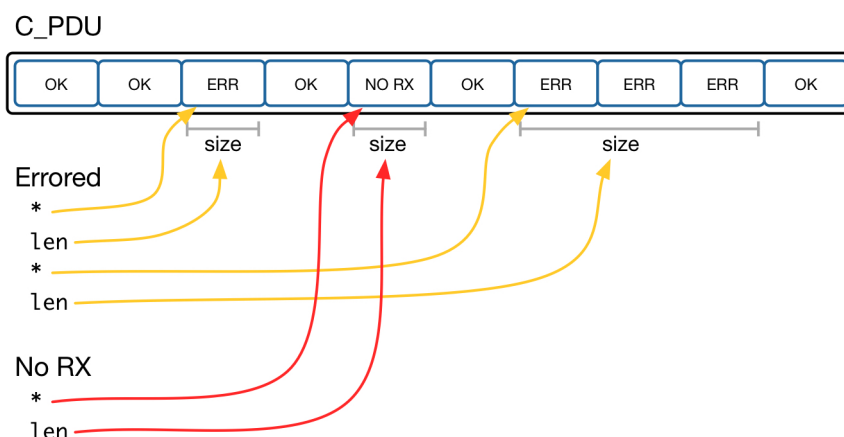 C_PDU
OK OK ERR OK NO RX OK ERR ERR ERR OK
size size size
Errored
*
len
*
len
No RX
*
len